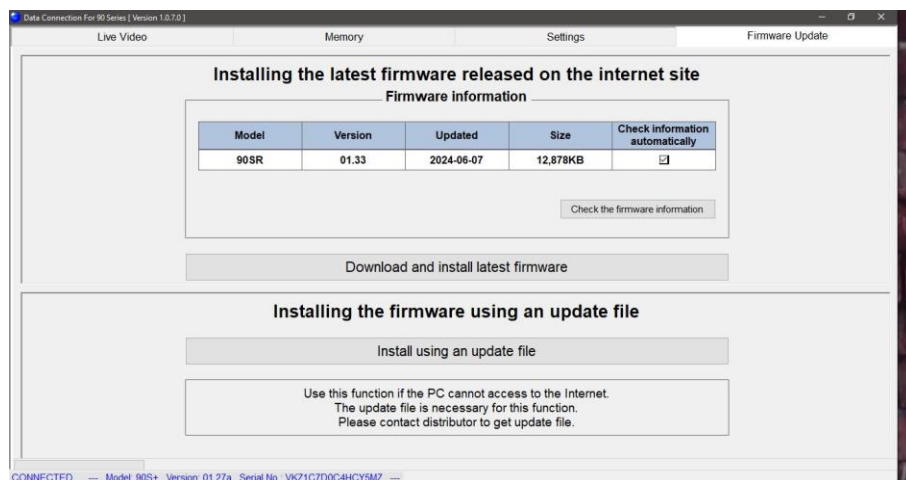 Data Connection For 90 Series [ Version 1.0.7.0 ]
Live Video
Memory
Settings
Firmware Update
Installing the latest firmware released on the internet site
Firmware information
Model Version Updated Size Check information automatically
90SR 01.33 2024-06-07 12,878KB
Check the firmware information
Download and install latest firmware
Installing the firmware using an update file
Install using an update file
Use this function if the PC cannot access to the Internet.
The update file is necessary for this function.
Please contact distributor to get update file.
CONNECTED --- Model: 90S+ Version: 01.27a Serial No.: VKZ1C7D0C4HCY5MZ ---